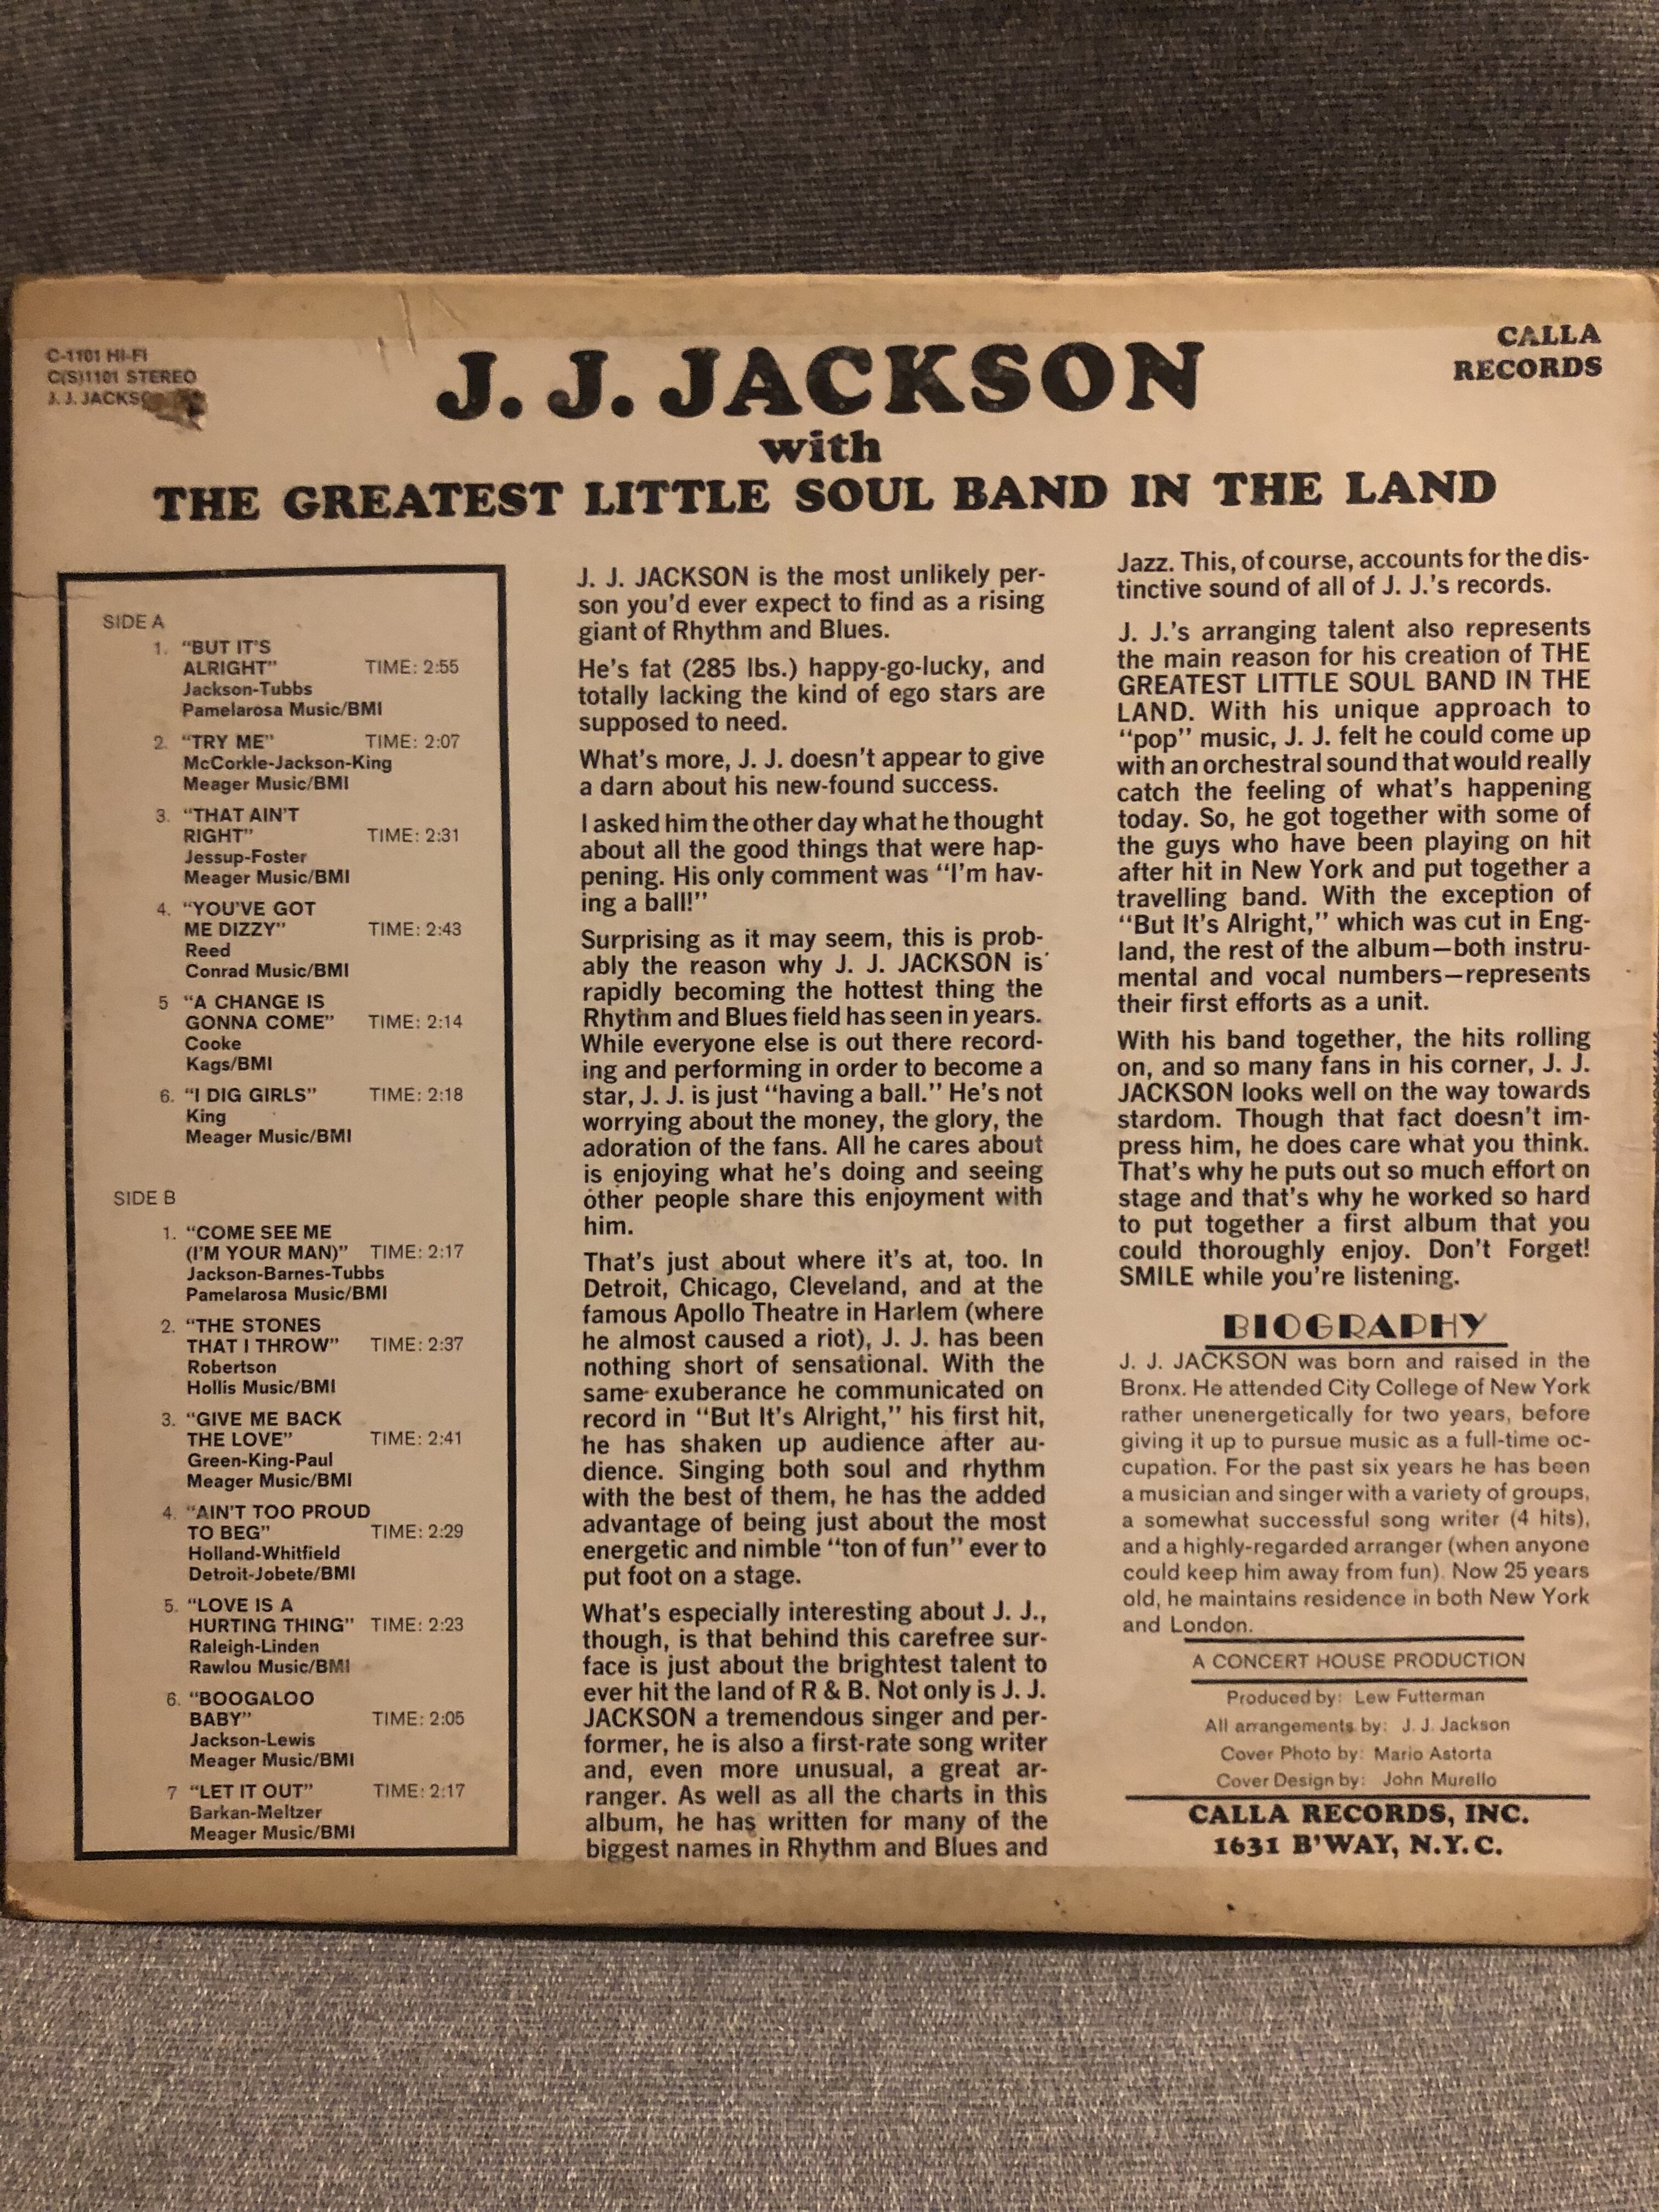 C-1101 HI-FI
C(S)1101 STEREO
J. J.
CALLA
RECORDS
J. J. JACKSON
with
THE GREATEST LITTLE SOUL BAND IN THE LAND
SIDE A
1. “BUT IT’S
ALRIGHT” TIME: 2:55
Jackson-Tubbs
Pamelarosa Music/BMI
2. “TRY ME” TIME: 2:07
McCorkle-Jackson-King
Meager Music/BMI
3. “THAT AIN’T
RIGHT” TIME: 2:31
Jessup-Foster
Meager Music/BMI
4. “YOU’VE GOT
ME DIZZY” TIME: 2:43
Reed
Conrad Music/BMI
5 “A CHANGE IS
GONNA COME” TIME: 2:14
Cooke
Kags/BMI
6. “I DIG GIRLS” TIME: 2:18
King
Meager Music/BMI
SIDE B
1. “COME SEE ME
(I’M YOUR MAN)” TIME: 2:17
Jackson-Barnes-Tubbs
Pamelarosa Music/BMI
2. “THE STONES
THAT I THROW” TIME: 2:37
Robertson
Hollis Music/BMI
3. “GIVE ME BACK
THE LOVE” TIME: 2:41
Green-King-Paul
Meager Music/BMI
4. “AIN’T TOO PROUD
TO BEG” TIME: 2:29
Holland-Whitfield
Detroit-Jobete/BMI
5. “LOVE IS A
HURTING THING” TIME: 2:23
Raleigh-Linden
Rawlou Music/BMI
6. “BOOGALOO
BABY” TIME: 2:05
Jackson-Lewis
Meager Music/BMI
7 “LET IT OUT” TIME: 2:17
Barkan-Meltzer
Meager Music/BMI
J. J. JACKSON is the most unlikely per-
son you’d ever expect to find as a rising
giant of Rhythm and Blues.
He’s fat (285 lbs.) happy-go-lucky, and
totally lacking the kind of ego stars are
supposed to need.
What’s more, J. J. doesn’t appear to give
a darn about his new-found success.
I asked him the other day what he thought
about all the good things that were hap-
pening. His only comment was “I’m hav-
ing a ball!”
Surprising as it may seem, this is prob-
ably the reason why J. J. JACKSON is
rapidly becoming the hottest thing the
Rhythm and Blues field has seen in years.
While everyone else is out there record-
ing and performing in order to become a
star, J. J. is just “having a ball.” He’s not
worrying about the money, the glory, the
adoration of the fans. All he cares about
is enjoying what he’s doing and seeing
other people share this enjoyment with
him.
That’s just about where it’s at, too. In
Detroit, Chicago, Cleveland, and at the
famous Apollo Theatre in Harlem (where
he almost caused a riot), J. J. has been
nothing short of sensational. With the
same exuberance he communicated on
record in “But It’s Alright,” his first hit,
he has shaken up audience after au-
dience. Singing both soul and rhythm
with the best of them, he has the added
advantage of being just about the most
energetic and nimble “ton of fun” ever to
put foot on a stage.
What’s especially interesting about J. J.,
though, is that behind this carefree sur-
face is just about the brightest talent to
ever hit the land of R & B. Not only is J. J.
JACKSON a tremendous singer and per-
former, he is also a first-rate song writer
and, even more unusual, a great ar-
ranger. As well as all the charts in this
album, he has written for many of the
biggest names in Rhythm and Blues and
Jazz. This, of course, accounts for the dis-
tinctive sound of all of J. J.’s records.
J. J.’s arranging talent also represents
the main reason for his creation of THE
GREATEST LITTLE SOUL BAND IN THE
LAND. With his unique approach to
“pop” music, J. J. felt he could come up
with an orchestral sound that would really
catch the feeling of what’s happening
today. So, he got together with some of
the guys who have been playing on hit
after hit in New York and put together a
travelling band. With the exception of
“But It’s Alright,” which was cut in Eng-
land, the rest of the album—both instru-
mental and vocal numbers—represents
their first efforts as a unit.
With his band together, the hits rolling
on, and so many fans in his corner, J. J.
JACKSON looks well on the way towards
stardom. Though that fact doesn’t im-
press him, he does care what you think.
That’s why he puts out so much effort on
stage and that’s why he worked so hard
to put together a first album that you
could thoroughly enjoy. Don’t Forget!
SMILE while you’re listening.
BIOGRAPHY
J. J. JACKSON was born and raised in the
Bronx. He attended City College of New York
rather unenergetically for two years, before
giving it up to pursue music as a full-time oc-
cupation. For the past six years he has been
a musician and singer with a variety of groups,
a somewhat successful song writer (4 hits),
and a highly-regarded arranger (when anyone
could keep him away from fun). Now 25 years
old, he maintains residence in both New York
and London.
A CONCERT HOUSE PRODUCTION
Produced by: Lew Futterman
All arrangements by: J. J. Jackson
Cover Photo by: Mario Astorta
Cover Design by: John Murello
CALLA RECORDS, INC.
1631 B’WAY, N.Y.C.